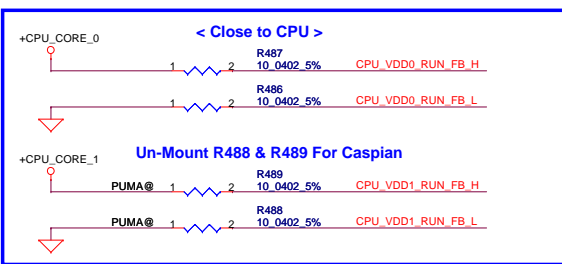 < Close to CPU >
+CPU_CORE_0
R487
1 2 10_0402_5% CPU_VDD0_RUN_FB_H
R486
1 2 10_0402_5% CPU_VDD0_RUN_FB_L
Un-Mount R488 & R489 For Caspian
+CPU_CORE_1
R489
PUMA@ 1 2 10_0402_5% CPU_VDD1_RUN_FB_H
R488
PUMA@ 1 2 10_0402_5% CPU_VDD1_RUN_FB_L